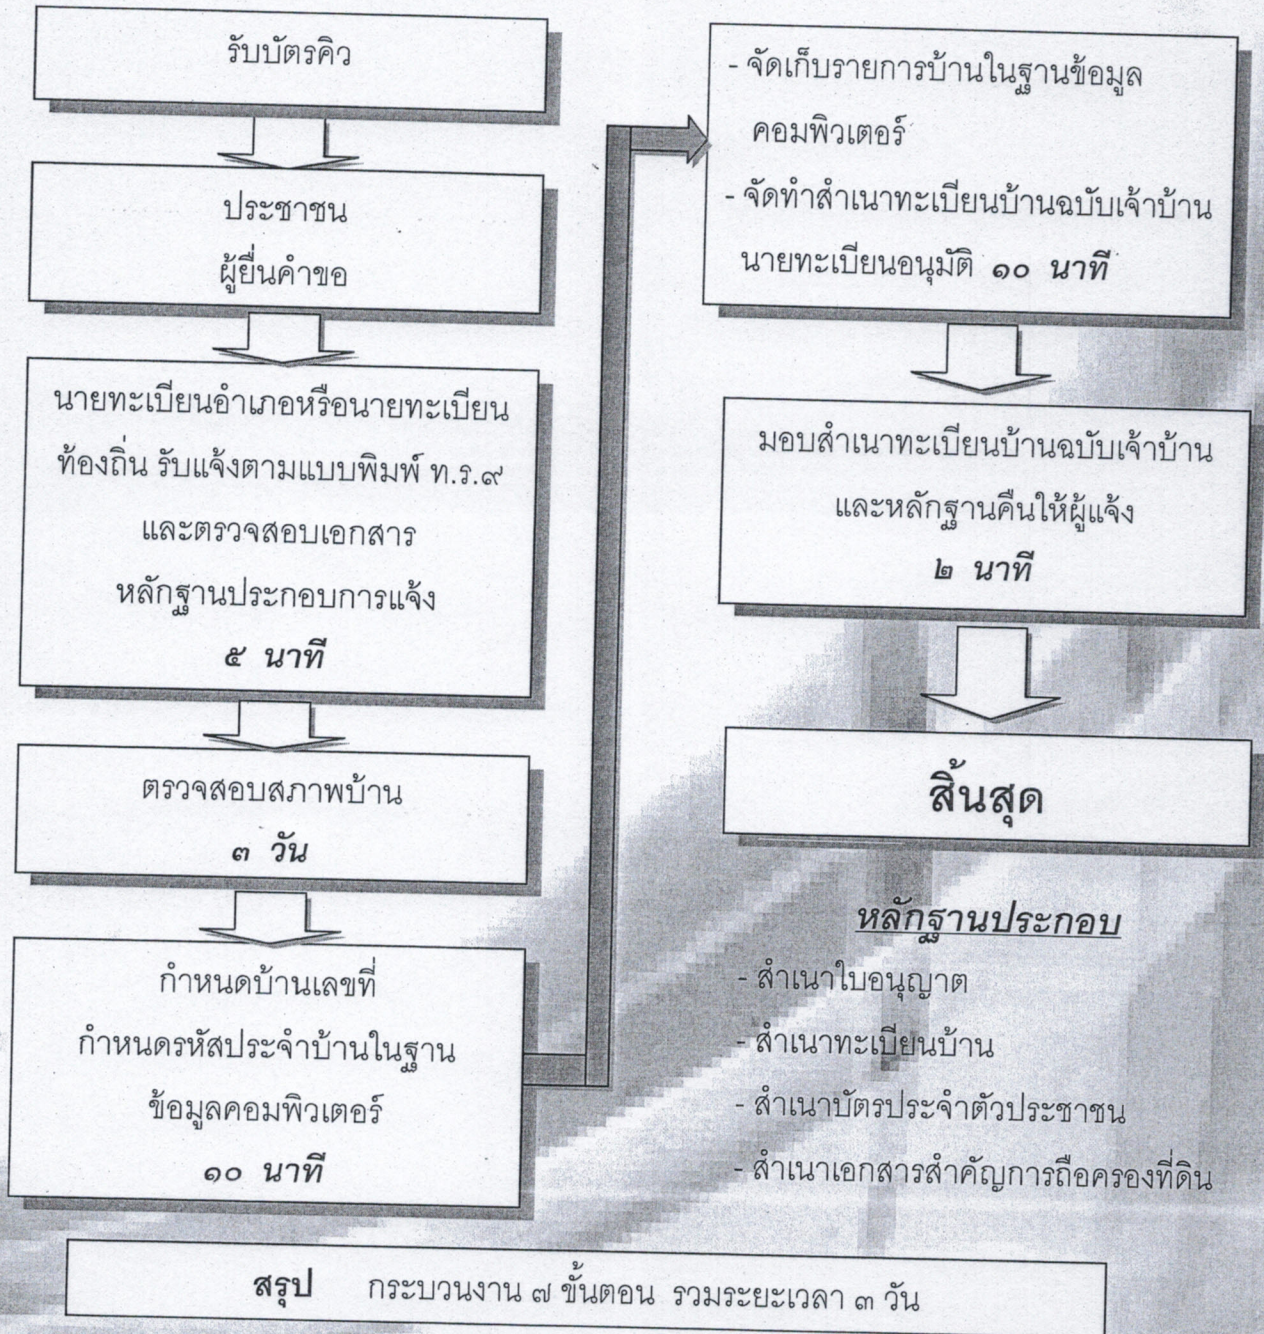 รับบัตรคิว
ประชาชน
ผู้ยื่นคำขอ
นายทะเบียนอำเภอหรือนายทะเบียน
ท้องถิ่น รับแจ้งตามแบบพิมพ์ ท.ร.๙
และตรวจสอบเอกสาร
หลักฐานประกอบการแจ้ง
๕ นาที
ตรวจสอบสภาพบ้าน
๓ วัน
กำหนดบ้านเลขที่
กำหนดรหัสประจำบ้านในฐาน
ข้อมูลคอมพิวเตอร์
๑๐ นาที
- จัดเก็บรายการบ้านในฐานข้อมูล
คอมพิวเตอร์
- จัดทำสำเนาทะเบียนบ้านฉบับเจ้าบ้าน
นายทะเบียนอนุมัติ ๑๐ นาที
มอบสำเนาทะเบียนบ้านฉบับเจ้าบ้าน
และหลักฐานคืนให้ผู้แจ้ง
๒ นาที
สิ้นสุด
หลักฐานประกอบ
- สำเนาใบอนุญาต
- สำเนาทะเบียนบ้าน
- สำเนาบัตรประจำตัวประชาชน
- สำเนาเอกสารสำคัญการถือครองที่ดิน
สรุป กระบวนงาน ๗ ขั้นตอน รวมระยะเวลา ๓ วัน